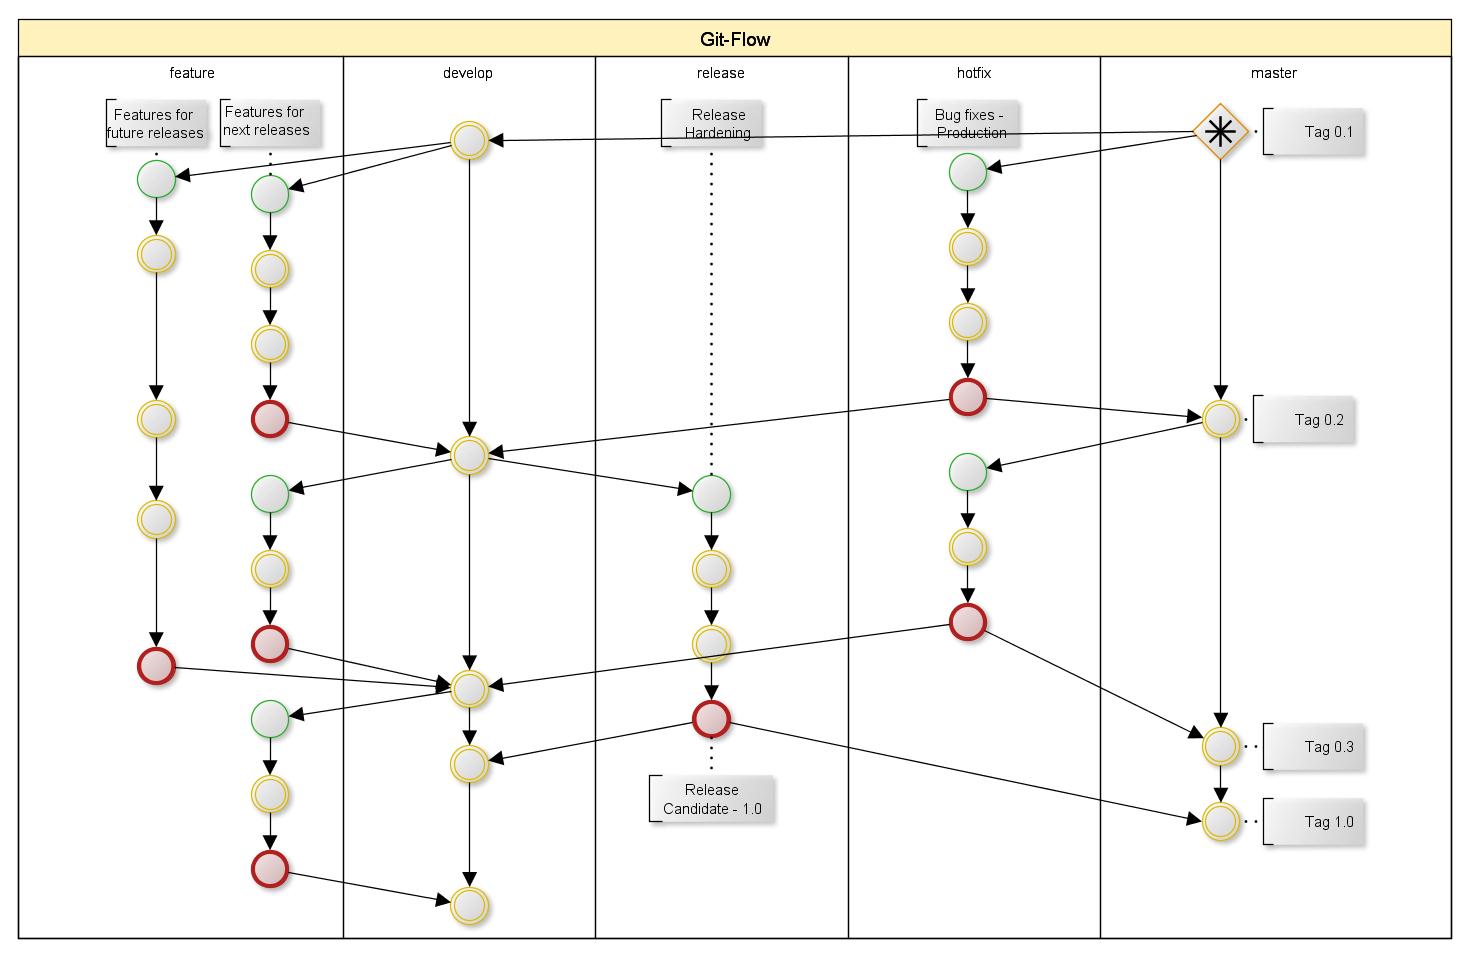 Git-Flow
feature
develop
release
hotfix
master
Features for
future releases
Features for
next releases
Release
Hardening
Bug fixes -
Production
Tag 0.1
Tag 0.2
Tag 0.3
Release
Candidate - 1.0
Tag 1.0